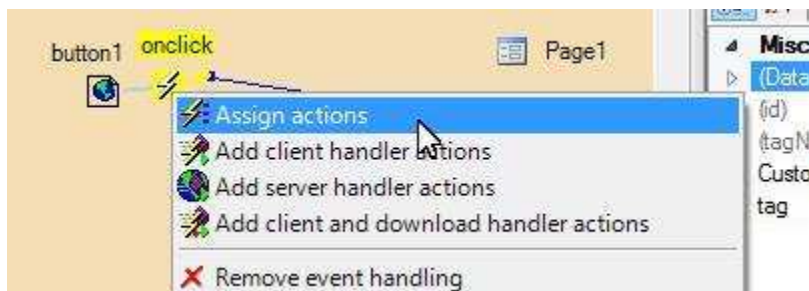 button1 onclick
Page1
Misc
(Data
(id)
(tagN
Custo
tag
Assign actions
Add client handler actions
Add server handler actions
Add client and download handler actions
Remove event handling